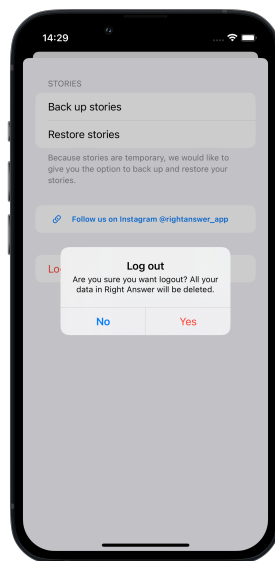 14:29
STORIES
Back up stories
Restore stories
Because stories are temporary, we would like to
give you the option to back up and restore your
stories.
Follow us on Instagram @rightanswer_app
Lo
Log out
Are you sure you want logout? All your
data in Right Answer will be deleted.
No
Yes